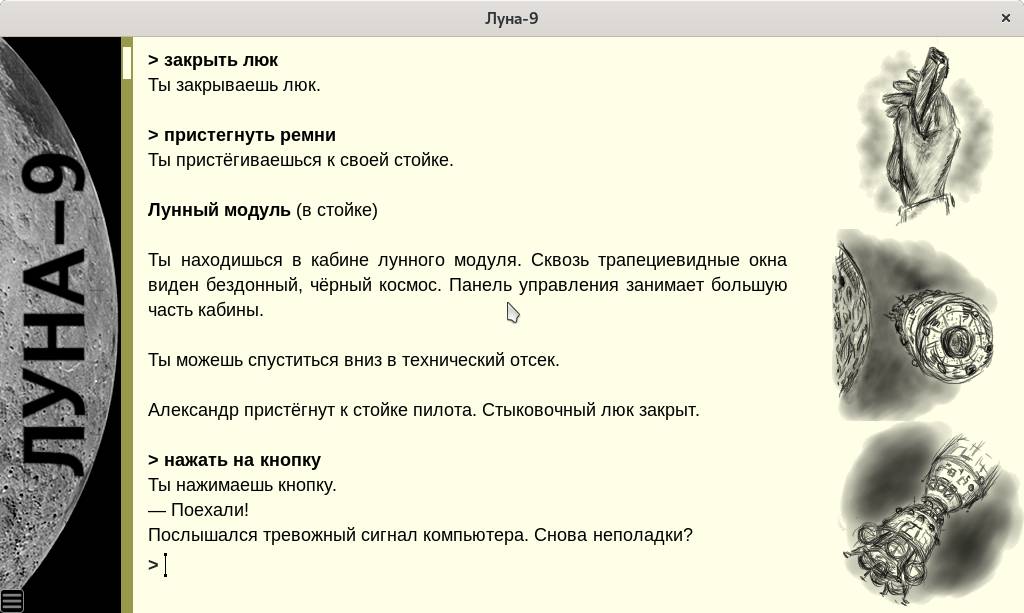 Луна-9
ЛУНА-9
> закрыть люк
Ты закрываешь люк.
> пристегнуть ремни
Ты пристёгиваешься к своей стойке.
Лунный модуль (в стойке)
Ты находишься в кабине лунного модуля. Сквозь трапециевидные окна
виден бездонный, чёрный космос. Панель управления занимает большую
часть кабины.
Ты можешь спуститься вниз в технический отсек.
Александр пристёгнут к стойке пилота. Стыковочный люк закрыт.
> нажать на кнопку
Ты нажимаешь кнопку.
— Поехали!
Послышался тревожный сигнал компьютера. Снова неполадки?
>